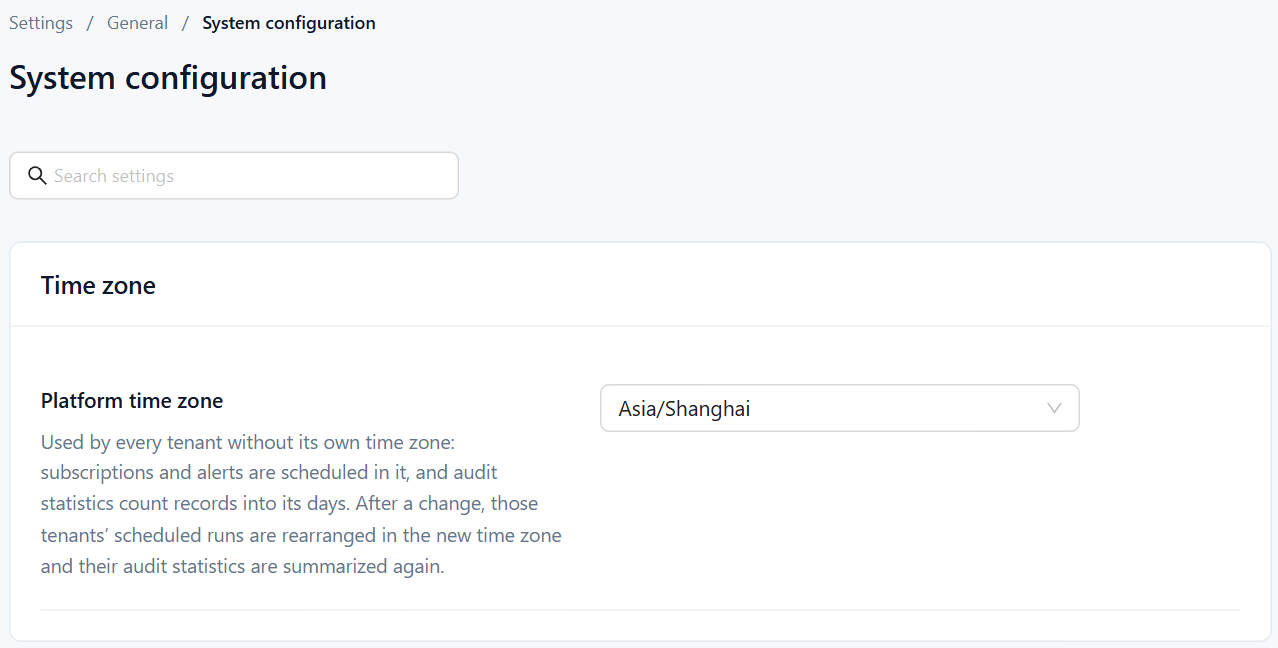 Settings / General / System configuration
System configuration
Search settings
Time zone
Platform time zone
Asia/Shanghai
Used by every tenant without its own time zone:
subscriptions and alerts are scheduled in it, and audit
statistics count records into its days. After a change, those
tenants’ scheduled runs are rearranged in the new time zone
and their audit statistics are summarized again.